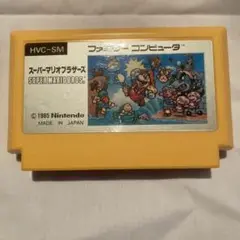 HVC-SM
ファミリー コンピュータ
スーパーマリオブラザーズ
SUPER MARIO BROS.
©1985 Nintendo
MADE IN JAPAN